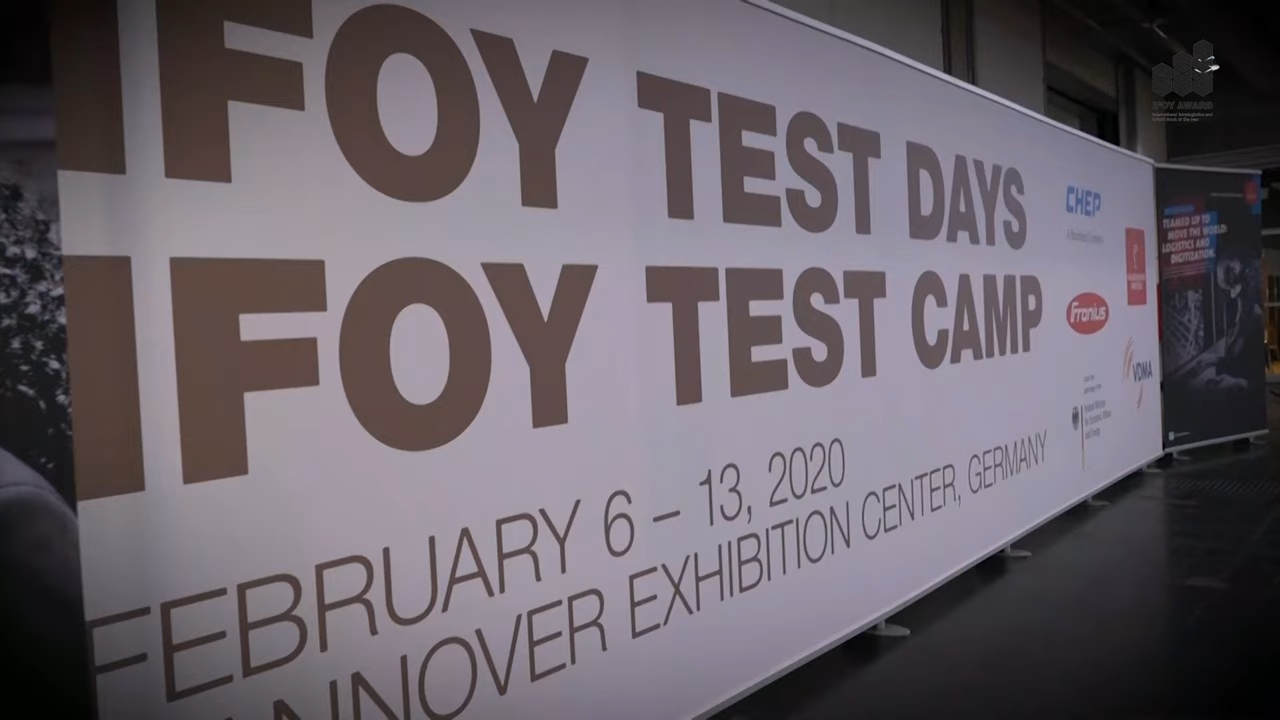 IFOY TEST DAYS
IFOY TEST CAMP
FEBRUARY 6 – 13, 2020
ANNOVER EXHIBITION CENTER, GERMANY
CHEP
Fronius
VDMA
TEAMED UP TO
MOVE THE WORLD:
LOGISTICS AND
DIGITIZATION.
IFOY AWARD